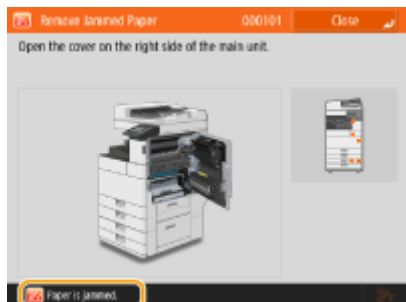 Remove Jammed Paper 000101 Close
Open the cover on the right side of the main unit.
Paper is jammed.